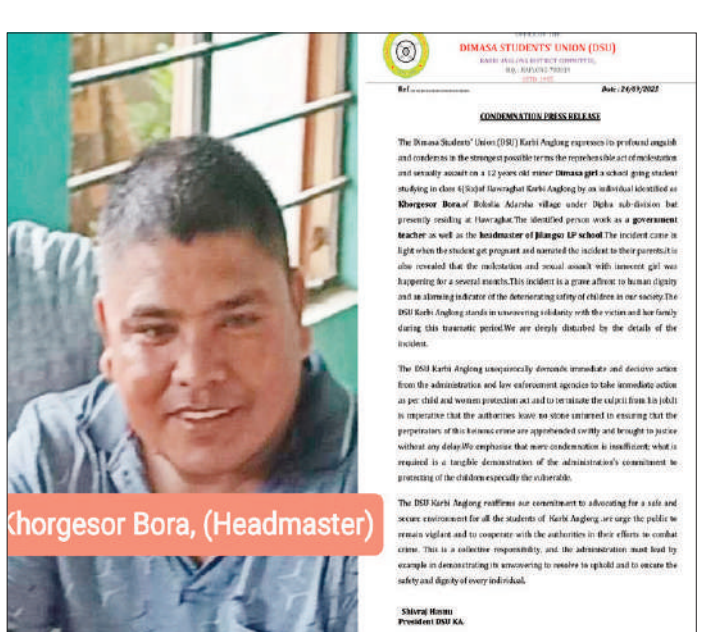 Khorgesor Bora, (Headmaster)
DIMASA STUDENTS' UNION (DSU)
Ref
Date : 24/09/2025
CONDEMNATION PRESS RELEASE
The Dimasa Students' Union (DSU) Karbi Anglong expresses its profound anguish
and condemns in the strongest possible terms the reprehensible act of molestation
and sexually assault on a 12 years old minor Dimasa girl a school going student
studying in class 6(Six)of Hawraghat Karbi Anglong by an individual identified as
Khorgesor Bora,of Bokolia Adarsha village under Diphu sub-division but
presently residing at Hawraghat.The identified person work as a government
teacher as well as the headmaster of Jilangso LP school.The incident came in
light when the student get pregnant and narrated the incident to their parents.it is
also revealed that the molestation and sexual assault with innocent girl was
happening for a several months.This incident is a grave affront to human dignity
and an alarming indicator of the deteriorating safety of children in our society.The
DSU Karbi Anglong stands in unwavering solidarity with the victim and her family
during this traumatic period.We are deeply disturbed by the details of the
incident.
The DSU Karbi Anglong unequivocally demands immediate and decisive action
from the administration and law enforcement agencies to take immediate action
as per child and women protection act and to terminate the culprit from his job.It
is imperative that the authorities leave no stone unturned in ensuring that the
perpetrators of this heinous crime are apprehended swiftly and brought to justice
without any delay.We emphasize that mere condemnation is insufficient; what is
required is a tangible demonstration of the administration's commitment to
protecting of the children especially the vulnerable.
The DSU Karbi Anglong reaffirms our commitment to advocating for a safe and
secure environment for all the students of Karbi Anglong .we urge the public to
remain vigilant and to cooperate with the authorities in their efforts to combat
crime. This is a collective responsibility, and the administration must lead by
example in demonstrating its unwavering to resolve to uphold and to ensure the
safety and dignity of every individual.
Shivraj Hasnu
President DSU KA.